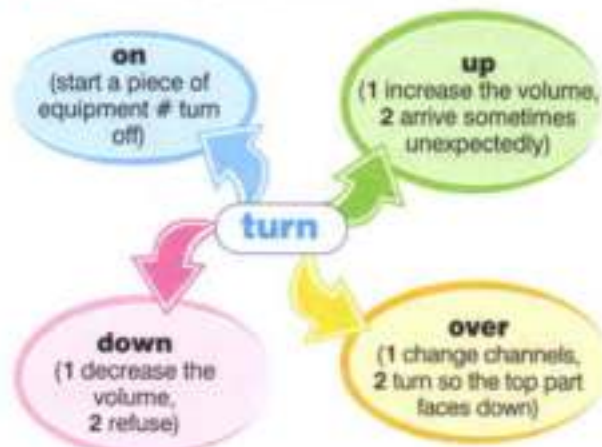 on
(start a piece of
equipment # turn
off)
up
(1 increase the volume,
2 arrive sometimes
unexpectedly)
turn
down
(1 decrease the
volume,
2 refuse)
over
(1 change channels,
2 turn so the top part
faces down)